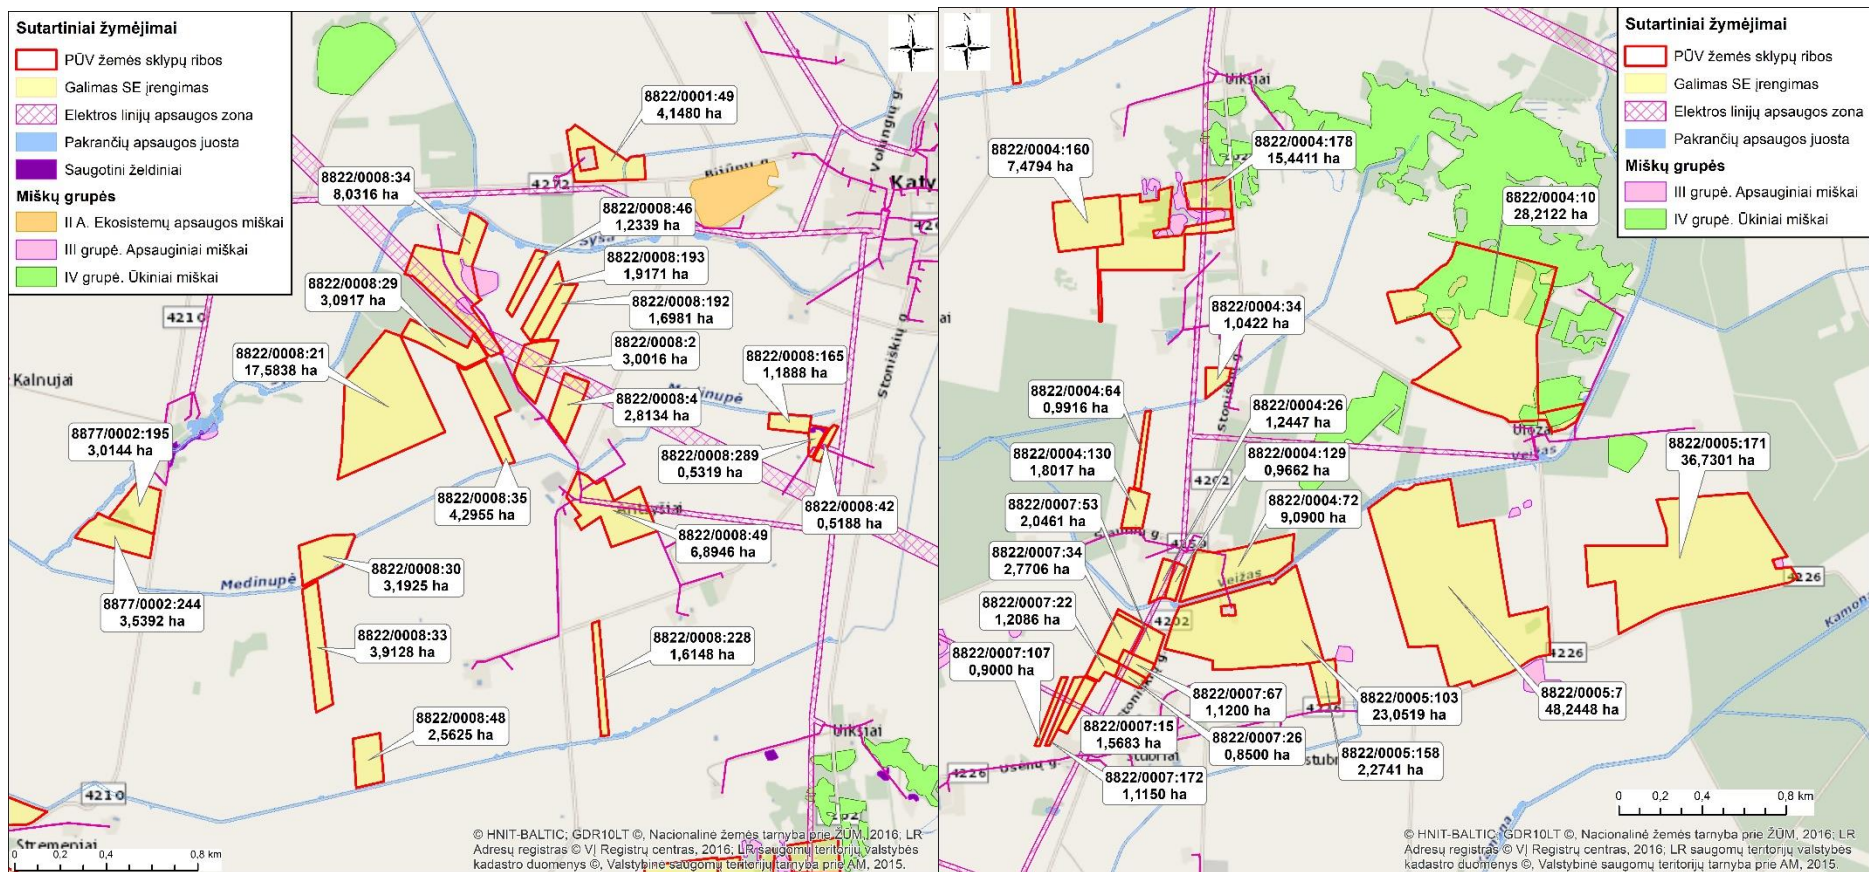 Sutartiniai žymėjimai
PŪV žemės sklypų ribos
Galimas SE įrengimas
Elektros linijų apsaugos zona
Pakrančių apsaugos juosta
Saugotini želdiniai
Miškų grupės
II A. Ekosistemų apsaugos miškai
III grupė. Apsauginiai miškai
IV grupė. Ūkiniai miškai
N
8822/0001:49
4,1480 ha
Volungių g.
Bijūnų g.
Katy
4272
8822/0008:34
8,0316 ha
8822/0008:46
1,2339 ha
Šyša
8822/0008:193
1,9171 ha
8822/0008:29
3,0917 ha
8822/0008:192
1,6981 ha
4210
8822/0008:21
17,5838 ha
8822/0008:2
3,0016 ha
8822/0008:165
1,1888 ha
Stoniškių g.
Kalnujai
Medinupė
8822/0008:4
2,8134 ha
8877/0002:195
3,0144 ha
8822/0008:289
0,5319 ha
8822/0008:35
4,2955 ha
8822/0008:42
0,5188 ha
8822/0008:49
6,8946 ha
Medinupė
8822/0008:30
3,1925 ha
8877/0002:244
3,5392 ha
8822/0008:33
3,9128 ha
8822/0008:228
1,6148 ha
8822/0008:48
2,5625 ha
Uikšiai
4210
Stremeniai
0 0,2 0,4 0,8 km
© HNIT-BALTIC; GDR10LT ©, Nacionalinė žemės tarnyba prie ŽŪM, 2016; LR
Adresų registras © VĮ Registrų centras, 2016; LR saugomų teritorijų valstybės
kadastro duomenys ©, Valstybinė saugomų teritorijų tarnyba prie AM, 2015.
N
Sutartiniai žymėjimai
PŪV žemės sklypų ribos
Galimas SE įrengimas
Elektros linijų apsaugos zona
Pakrančių apsaugos juosta
Miškų grupės
III grupė. Apsauginiai miškai
IV grupė. Ūkiniai miškai
Uikšiai
8822/0004:160
7,4794 ha
8822/0004:178
15,4411 ha
8822/0004:10
28,2122 ha
8822/0004:34
1,0422 ha
8822/0004:64
0,9916 ha
8822/0004:26
1,2447 ha
8822/0004:130
1,8017 ha
8822/0004:129
0,9662 ha
Veižas
8822/0005:171
36,7301 ha
4202
8822/0007:53
2,0461 ha
8822/0004:72
9,0900 ha
8822/0007:34
2,7706 ha
Veižas
4226
8822/0007:22
1,2086 ha
4202
Kamona
8822/0007:107
0,9000 ha
4226
8822/0007:67
1,1200 ha
8822/0005:103
23,0519 ha
8822/0005:7
48,2448 ha
8822/0007:15
1,5683 ha
8822/0007:26
0,8500 ha
8822/0005:158
2,2741 ha
4226
Usėnų g.
8822/0007:172
1,1150 ha
0 0,2 0,4 0,8 km
© HNIT-BALTIC; GDR10LT ©, Nacionalinė žemės tarnyba prie ŽŪM, 2016; LR
Adresų registras © VĮ Registrų centras, 2016; LR saugomų teritorijų valstybės
kadastro duomenys ©, Valstybinė saugomų teritorijų tarnyba prie AM, 2015.